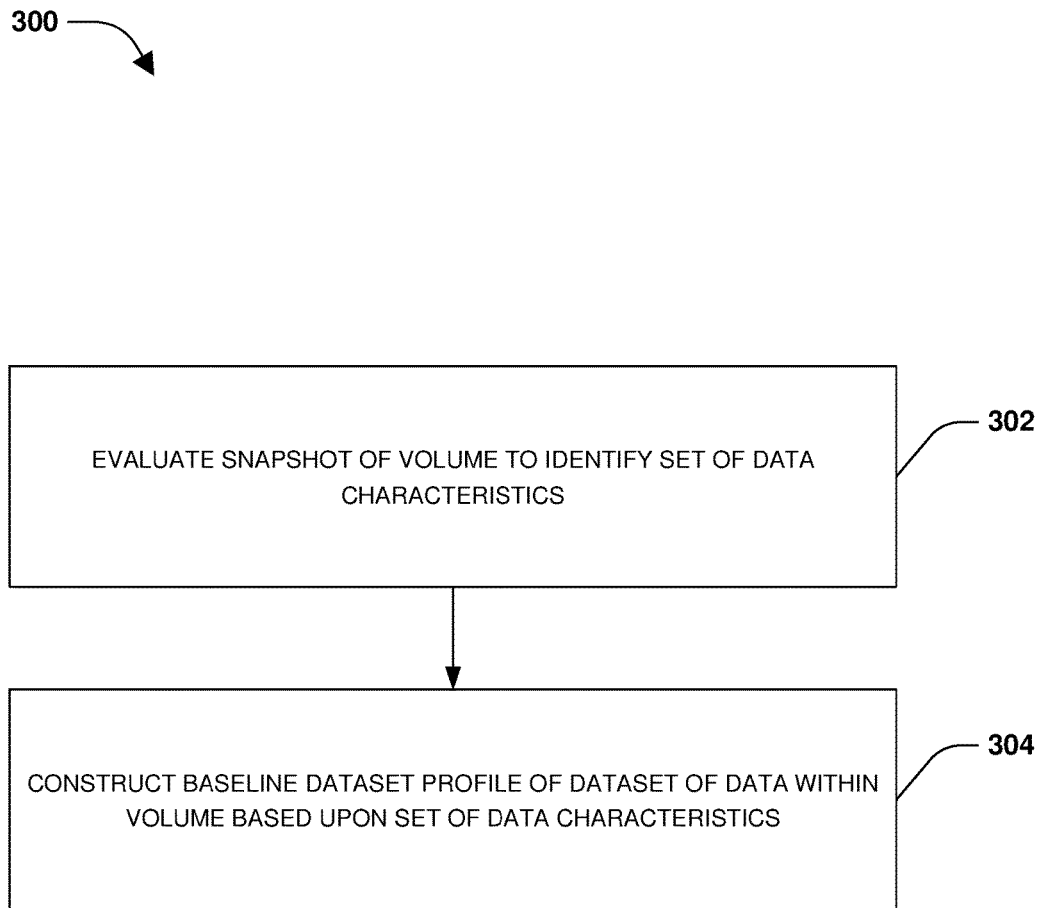 300
EVALUATE SNAPSHOT OF VOLUME TO IDENTIFY SET OF DATA
CHARACTERISTICS
302
CONSTRUCT BASELINE DATASET PROFILE OF DATASET OF DATA WITHIN
VOLUME BASED UPON SET OF DATA CHARACTERISTICS
304